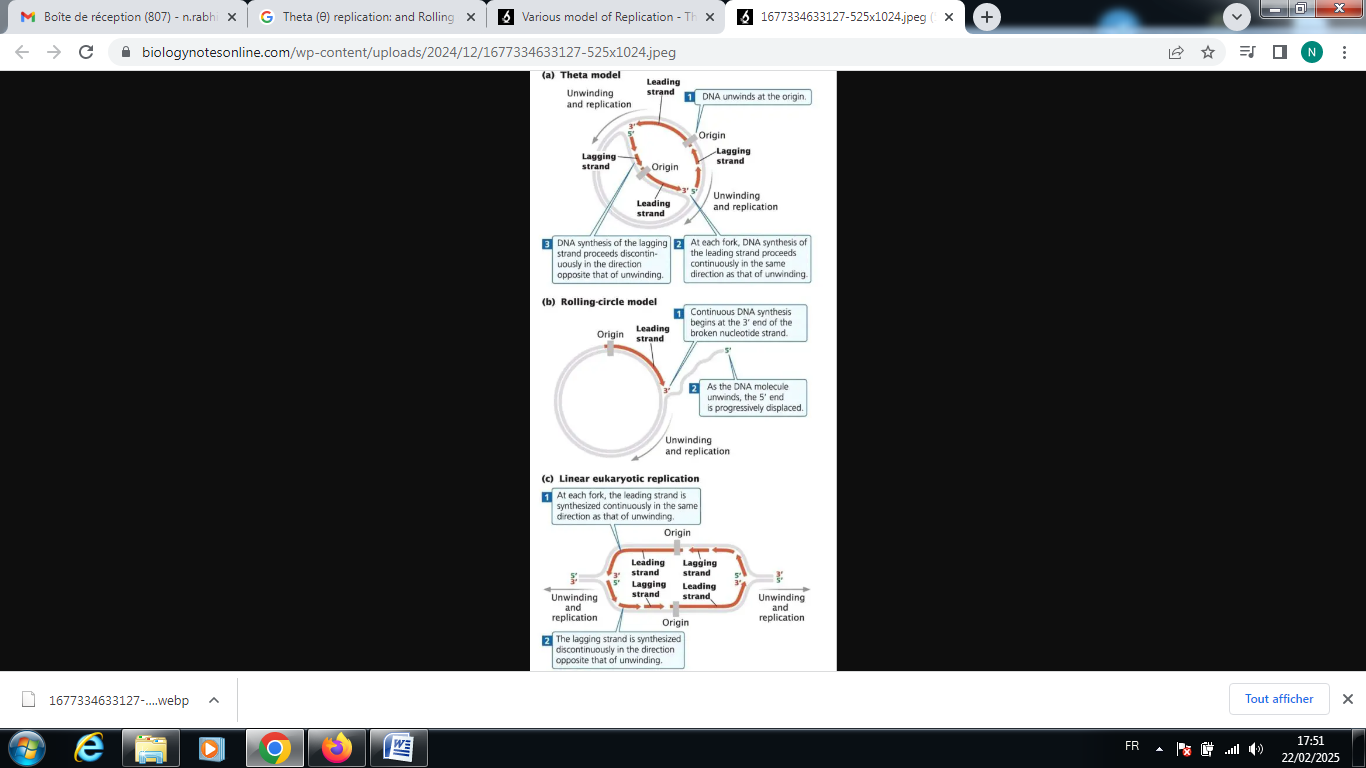 Boîte de réception (807) - n.rabhi
Theta (θ) replication: and Rolling
Various model of Replication - Th
1677334633127-525x1024.jpeg (
biologynotesonline.com/wp-content/uploads/2024/12/1677334633127-525x1024.jpeg
N
(a) Theta model
Unwinding
and replication
Leading
strand
1 DNA unwinds at the origin.
3'
5'
Origin
Lagging
strand
Lagging
strand
Origin
3' 5'
Leading
strand
Unwinding
and replication
3 DNA synthesis of the lagging
strand proceeds discontin-
uously in the direction
opposite that of unwinding.
2 At each fork, DNA synthesis of
the leading strand proceeds
continuously in the same
direction as that of unwinding.
(b) Rolling-circle model
1 Continuous DNA synthesis
begins at the 3' end of the
broken nucleotide strand.
Origin
Leading
strand
5'
3'
2 As the DNA molecule
unwinds, the 5' end
is progressively displaced.
Unwinding
and replication
(c) Linear eukaryotic replication
1 At each fork, the leading strand is
synthesized continuously in the same
direction as that of unwinding.
Origin
Leading
strand
Lagging
strand
5'
3'
3'
5'
5'
3'
3'
5'
Lagging
strand
Leading
strand
Unwinding
and
replication
Unwinding
and
replication
Origin
2 The lagging strand is synthesized
discontinuously in the direction
opposite that of unwinding.
1677334633127-....webp
Tout afficher
FR
17:51
22/02/2025